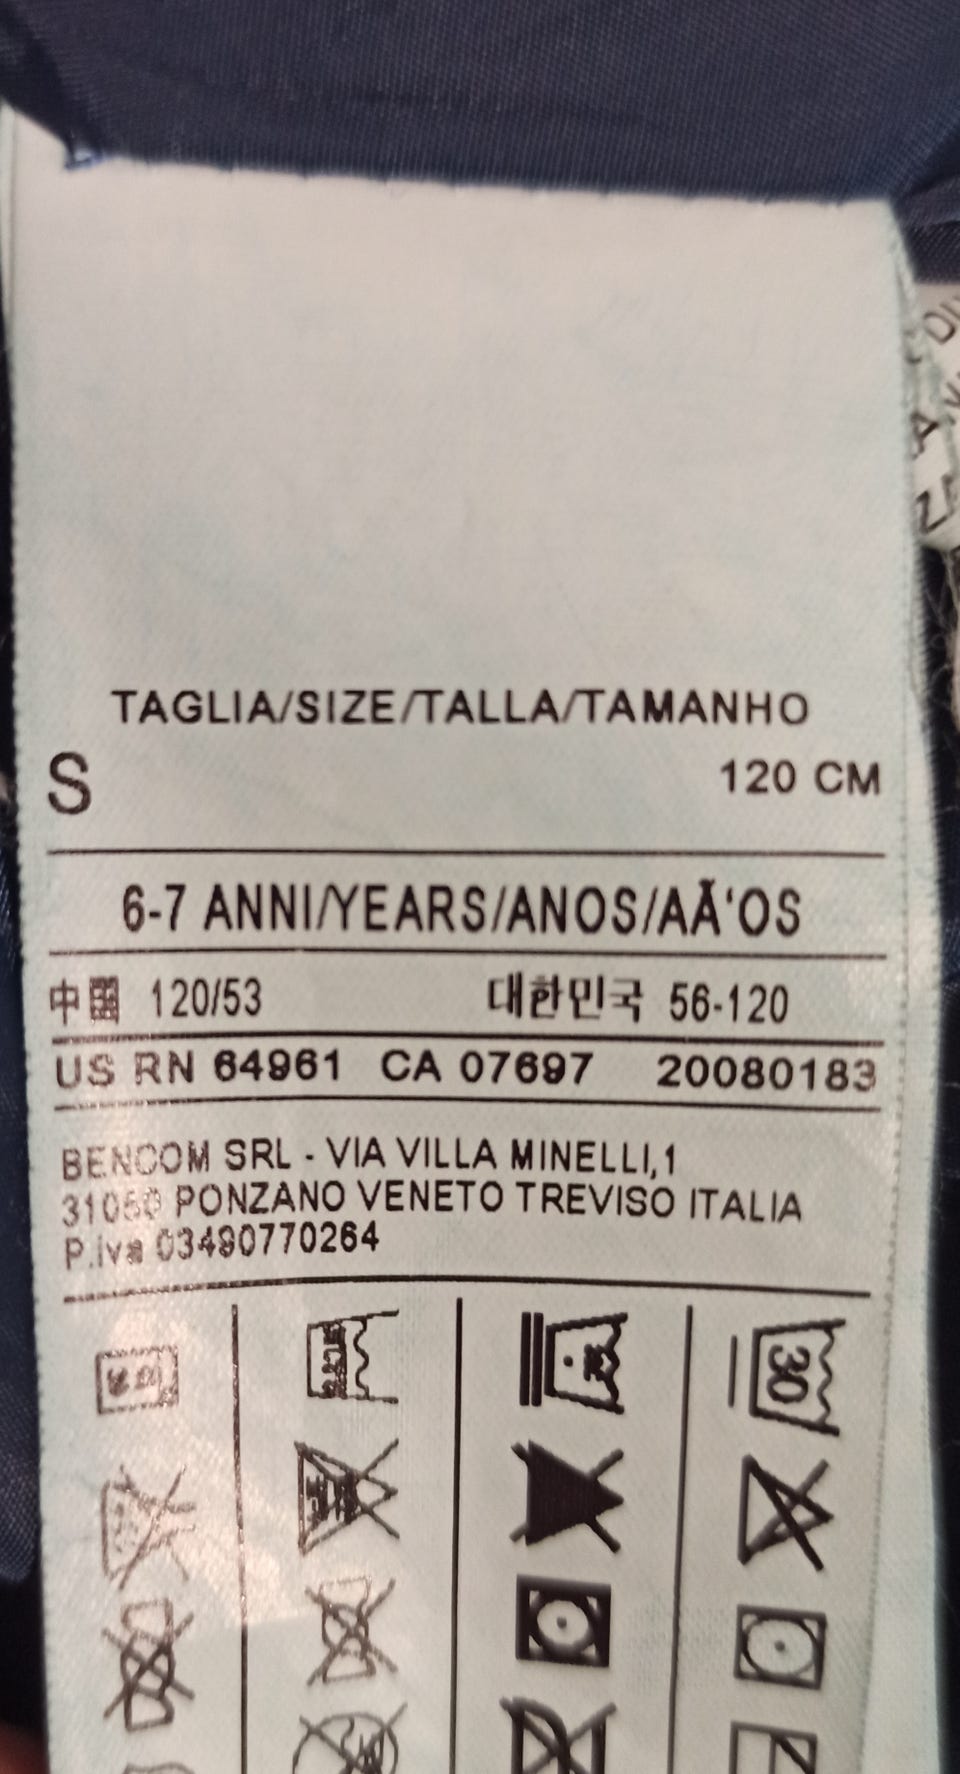 TAGLIA/SIZE/TALLA/TAMANHO
S 120 CM
6-7 ANNI/YEARS/ANOS/AÃ‘OS
中国 120/53 대한민국 56-120
US RN 64961 CA 07697 20080183
BENCOM SRL - VIA VILLA MINELLI,1
31050 PONZANO VENETO TREVISO ITALIA
P.iva 03490770264
30